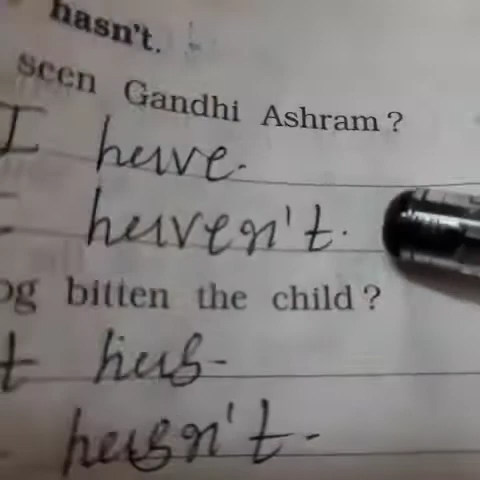 hasn't.
seen Gandhi Ashram?
I have.
I haven't.
og bitten the child?
t has.
hasn't.